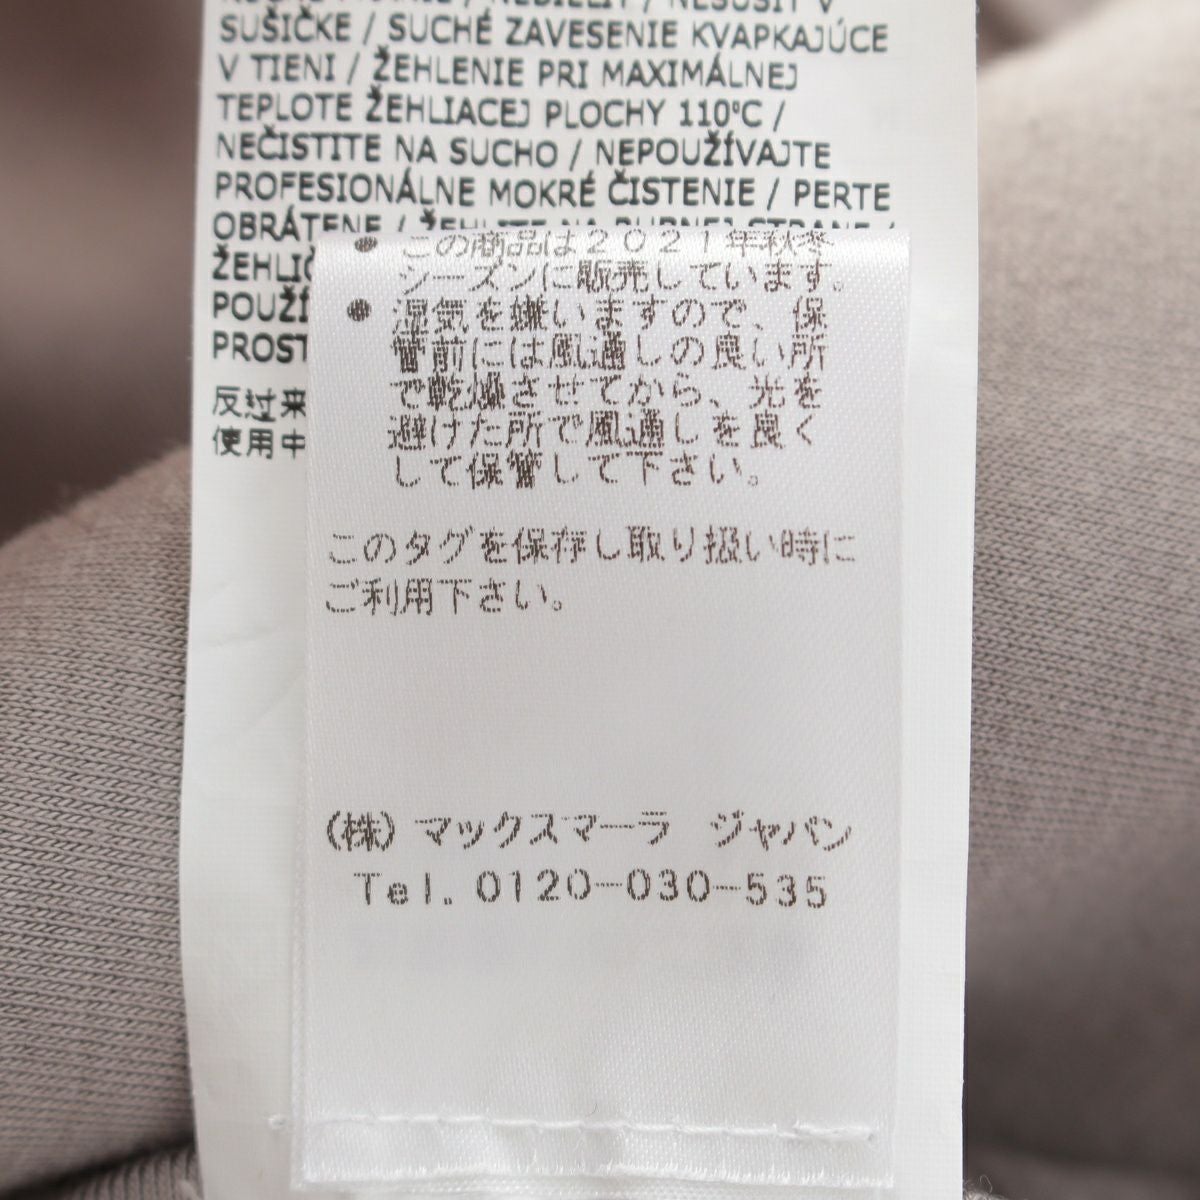 SUŠIČKE / SUCHÉ ZAVESENIE KVAPKAJÚCE
V TIENI / ŽEHLENIE PRI MAXIMÁLNEJ
TEPLOTE ŽEHLIACEJ PLOCHY 110°C /
NEČISTITE NA SUCHO / NEPOUŽÍVAJTE
PROFESIONÁLNE MOKRÉ ČISTENIE / PERTE
OBRÁTENE / ŽEHLITE NA RUBNEJ STRANE /
ŽEHLIČ
POUŽÍ
PROST
反过来
使用中
● この商品は2021年秋冬
シーズンに販売しています。
● 湿気を嫌いますので、保
管前には風通しの良い所
で乾燥させてから、光を
避けた所で風通しを良く
して保管して下さい。
このタグを保存し取り扱い時に
ご利用下さい。
(株) マックスマーラ ジャパン
Tel. 0120-030-535